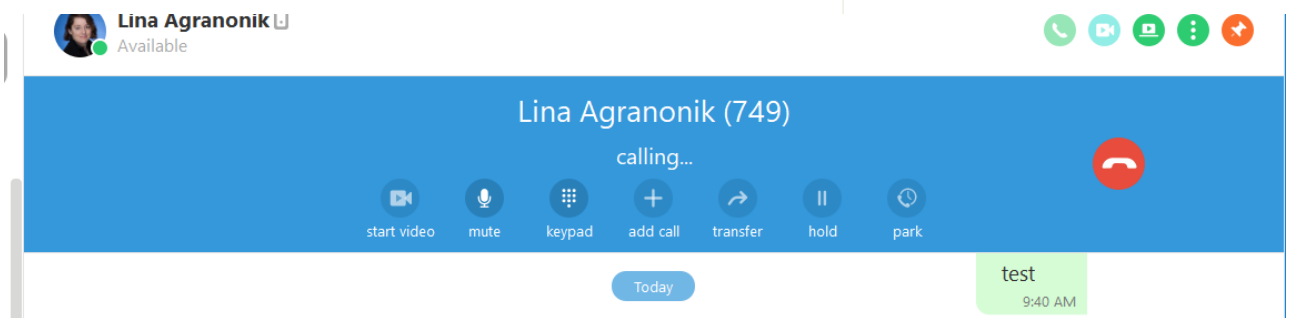 Lina Agranonik
Available
Lina Agranonik (749)
calling...
start video mute keypad add call transfer hold park
Today
test
9:40 AM